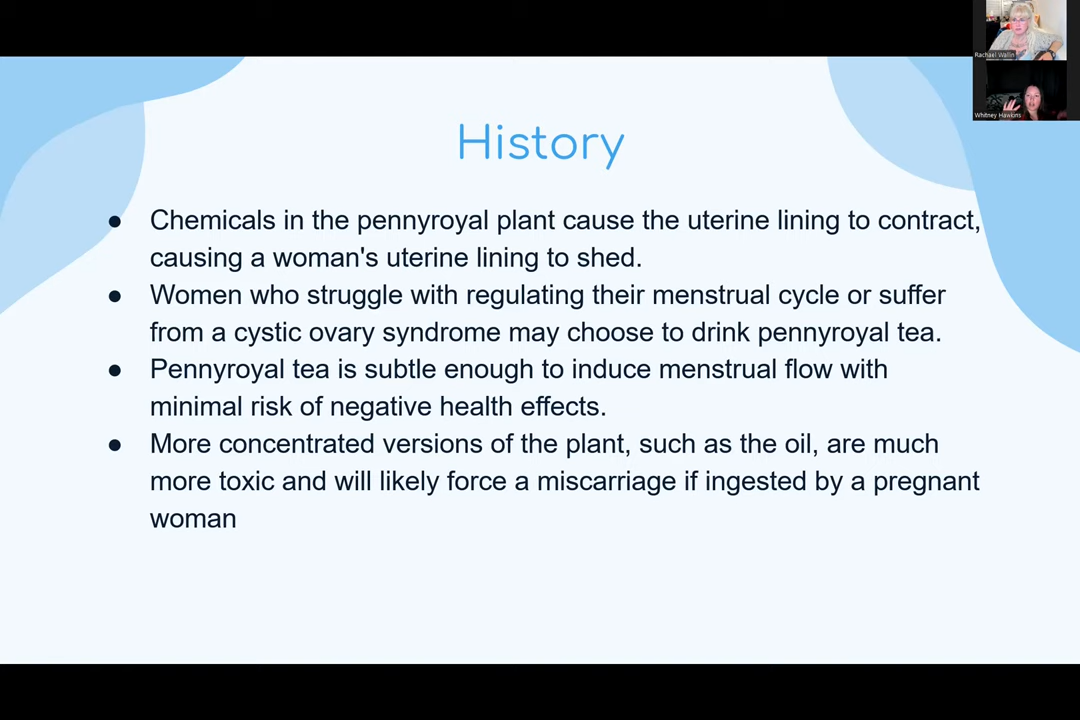 Rachael Wallin
Whitney Hawkins
History
● Chemicals in the pennyroyal plant cause the uterine lining to contract,
causing a woman's uterine lining to shed.
● Women who struggle with regulating their menstrual cycle or suffer
from a cystic ovary syndrome may choose to drink pennyroyal tea.
● Pennyroyal tea is subtle enough to induce menstrual flow with
minimal risk of negative health effects.
● More concentrated versions of the plant, such as the oil, are much
more toxic and will likely force a miscarriage if ingested by a pregnant
woman